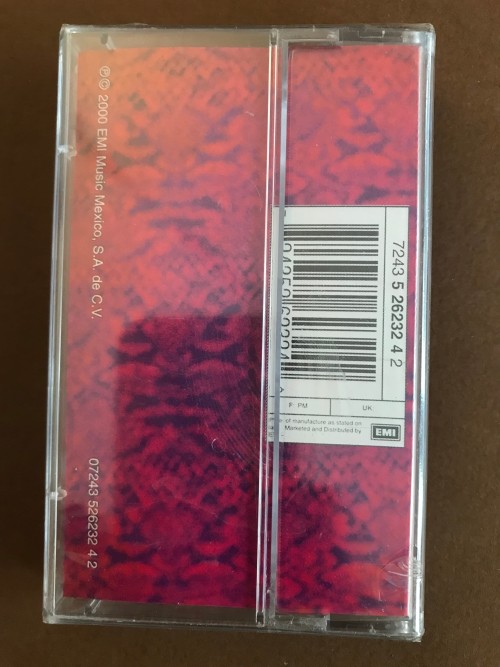 ℗© 2000 EMI Music Mexico, S.A. de C.V.
07243 526232 4 2
7243 5 26232 4 2
F: PM
UK:
of manufacture as stated on
Marketed and Distributed by
EMI